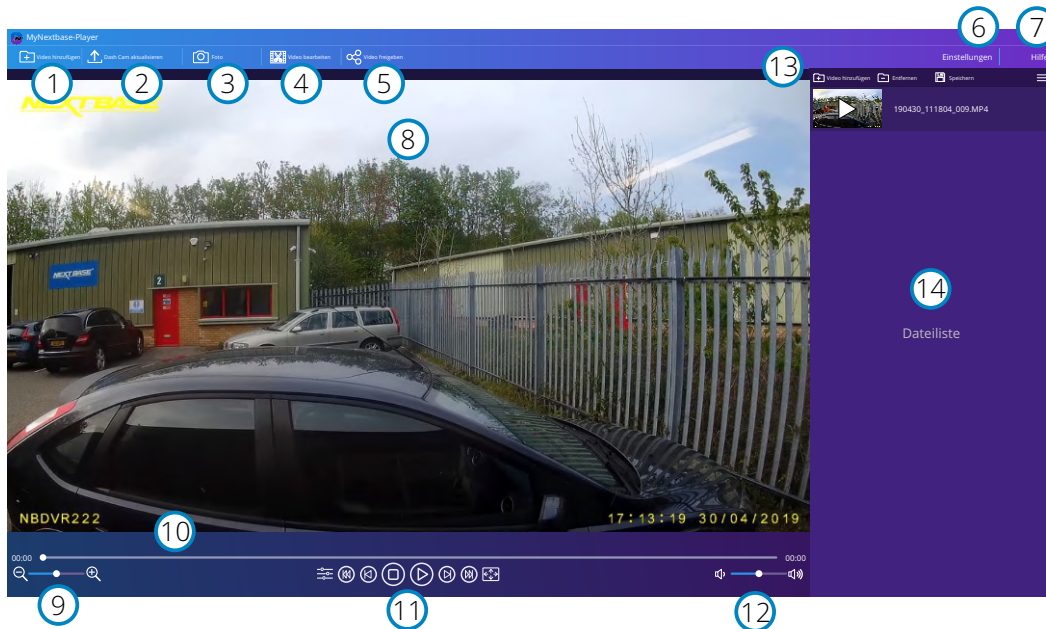 6
7
MyNextbase-Player
Video hinzufügen
Dash Cam aktualisieren
Foto
Video bearbeiten
Video freigeben
Einstellungen
Hilfe
1
2
3
4
5
13
Video hinzufügen
Entfernen
Speichern
NEXTBASE
190430_111804_009.MP4
8
NEXTBASE
2
14
Dateiliste
NBDVR222
17:13:19 30/04/2019
10
00:00
00:00
9
11
12